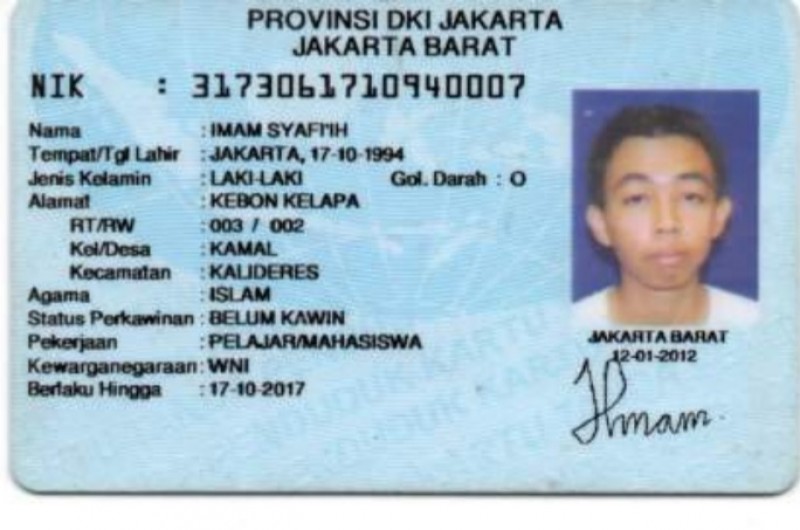 PROVINSI DKI JAKARTA
JAKARTA BARAT
NIK : 3173061710940007
Nama : IMAM SYAFI'IH
Tempat/Tgl Lahir : JAKARTA, 17-10-1994
Jenis Kelamin : LAKI-LAKI Gol. Darah : O
Alamat : KEBON KELAPA
RT/RW : 003 / 002
Kel/Desa : KAMAL
Kecamatan : KALIDERES
Agama : ISLAM
Status Perkawinan : BELUM KAWIN
Pekerjaan : PELAJAR/MAHASISWA
Kewarganegaraan : WNI
Berlaku Hingga : 17-10-2017
JAKARTA BARAT
12-01-2012
Imam